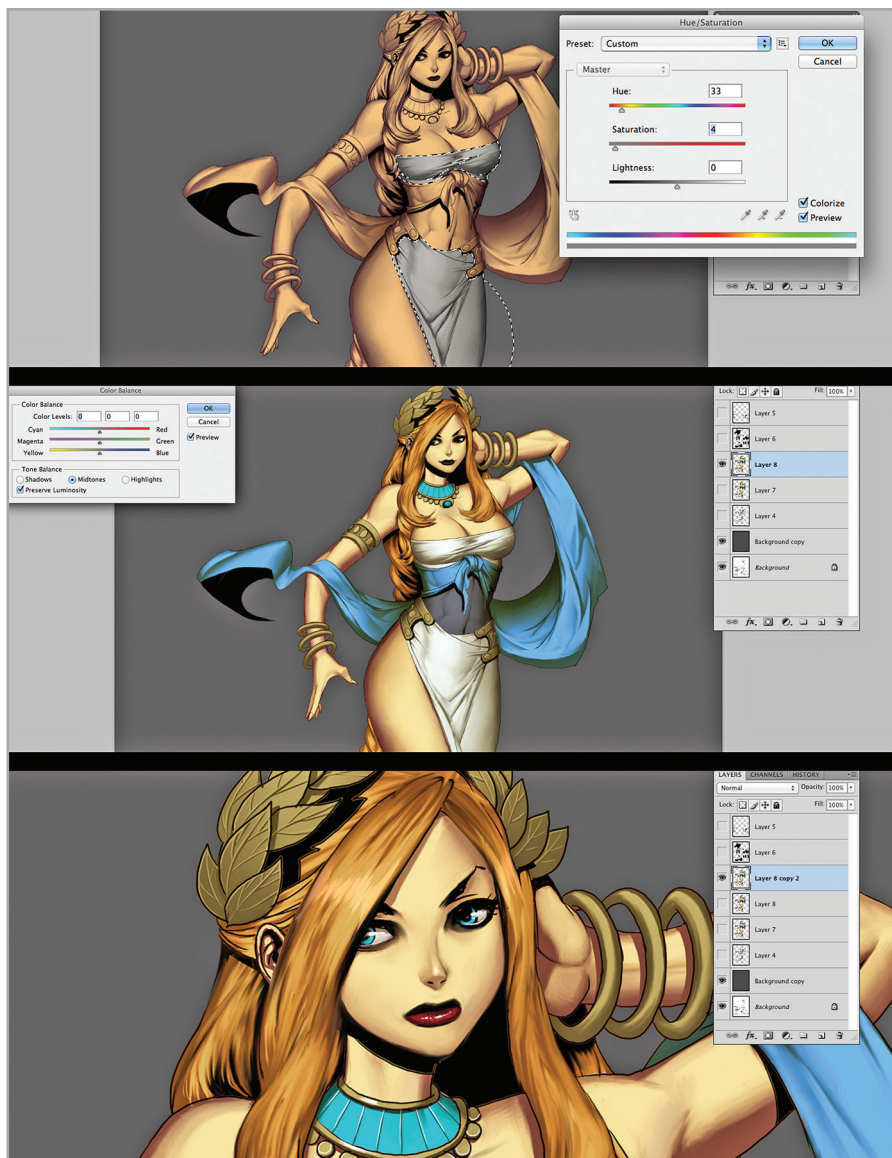 Hue/Saturation
Preset: Custom
OK
Cancel
Master
Hue: 33
Saturation: 4
Lightness: 0
Colorize
Preview
fx.
Color Balance
Color Balance
Color Levels: 0 0 0
OK
Cancel
Preview
Cyan Red
Magenta Green
Yellow Blue
Tone Balance
Shadows Midtones Highlights
Preserve Luminosity
Lock: Fill: 100%
Layer 5
Layer 6
Layer 8
Layer 7
Layer 4
Background copy
Background
fx.
LAYERS CHANNELS HISTORY
Normal Opacity: 100%
Lock: Fill: 100%
Layer 5
Layer 6
Layer 8 copy 2
Layer 8
Layer 7
Layer 4
Background copy
Background
fx.